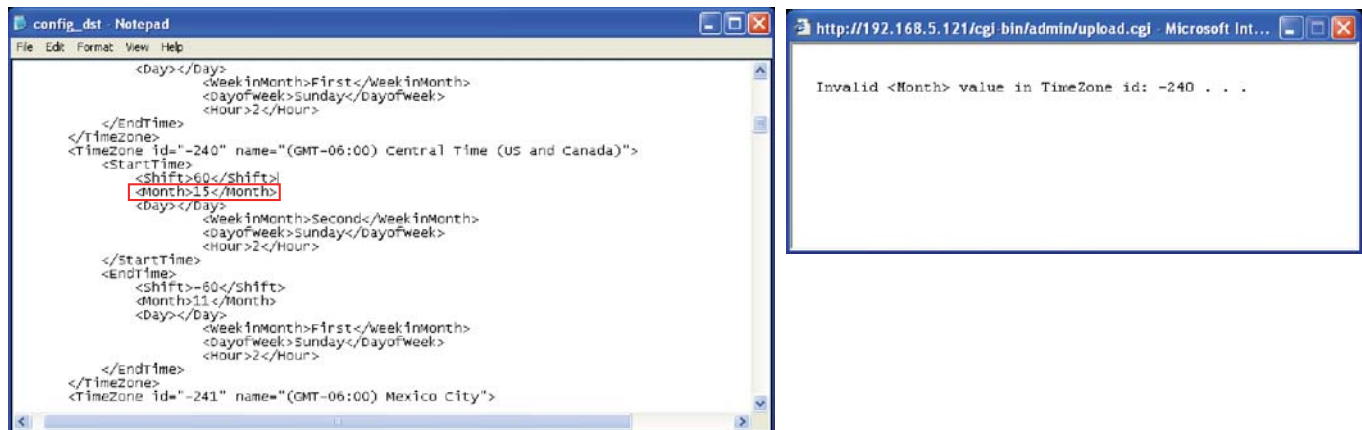 config_dst - Notepad
File Edit Format View Help
<Day></Day>
<WeekinMonth>First</WeekinMonth>
<DayofWeek>Sunday</DayofWeek>
<Hour>2</Hour>
</EndTime>
</TimeZone>
<TimeZone id="-240" name="(GMT-06:00) Central Time (US and Canada)">
<StartTime>
<Shift>60</Shift>
<Month>15</Month>
<Day></Day>
<WeekinMonth>Second</WeekinMonth>
<DayofWeek>Sunday</DayofWeek>
<Hour>2</Hour>
</StartTime>
<EndTime>
<Shift>-60</Shift>
<Month>11</Month>
<Day></Day>
<WeekinMonth>First</WeekinMonth>
<DayofWeek>Sunday</DayofWeek>
<Hour>2</Hour>
</EndTime>
</TimeZone>
<TimeZone id="-241" name="(GMT-06:00) Mexico City">
http://192.168.5.121/cgi-bin/admin/upload.cgi - Microsoft Int...
Invalid <Month> value in TimeZone id: -240 . . .